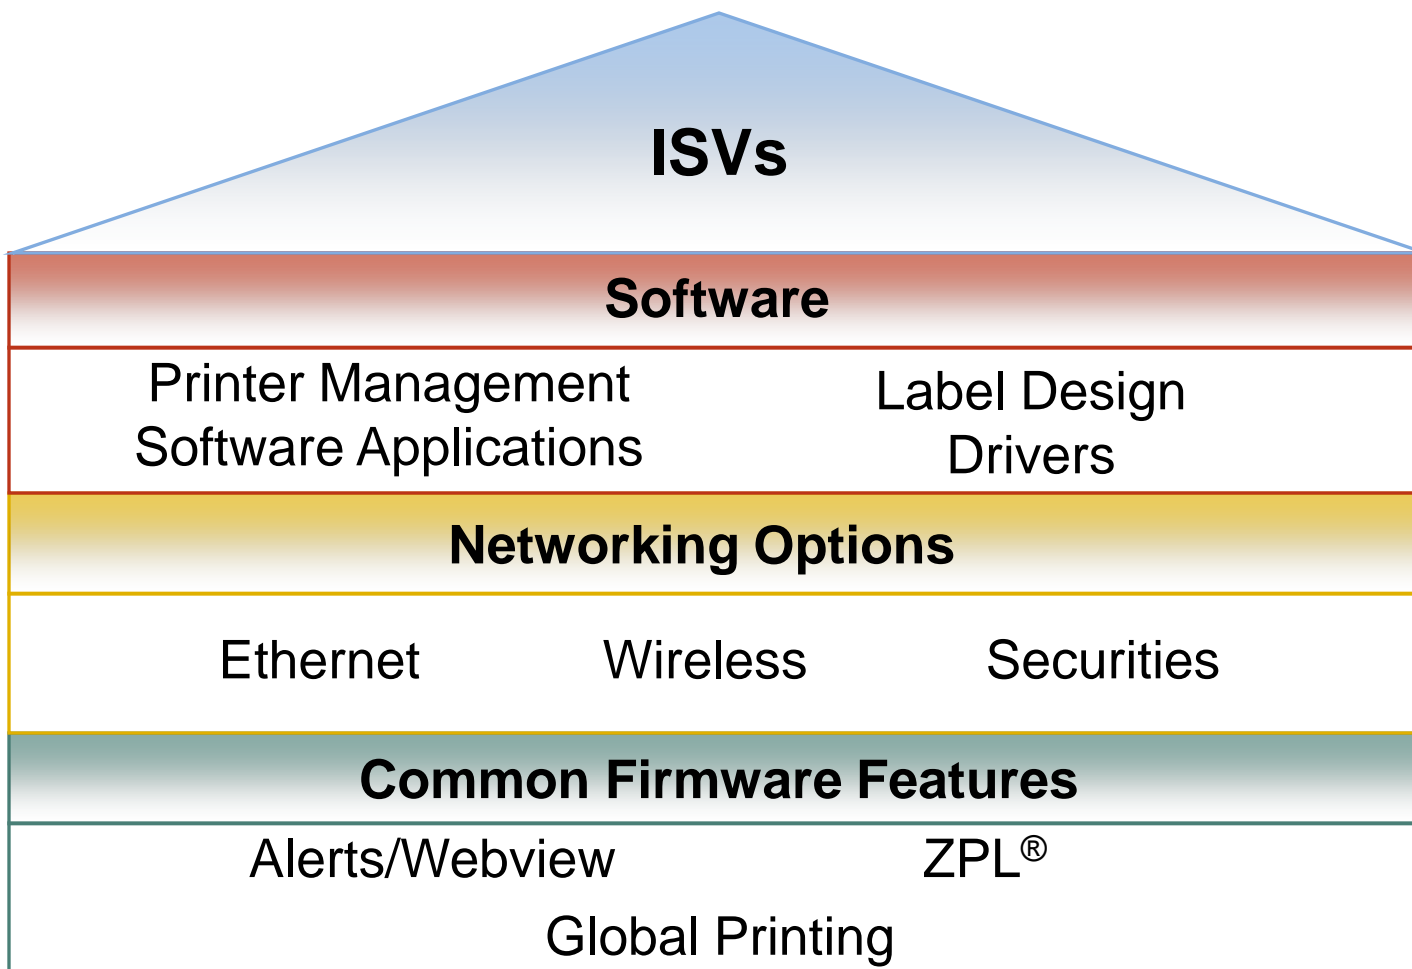 ISVs
Software
Printer Management
Software Applications
Label Design
Drivers
Networking Options
Ethernet Wireless Securities
Common Firmware Features
Alerts/Webview ZPL®
Global Printing